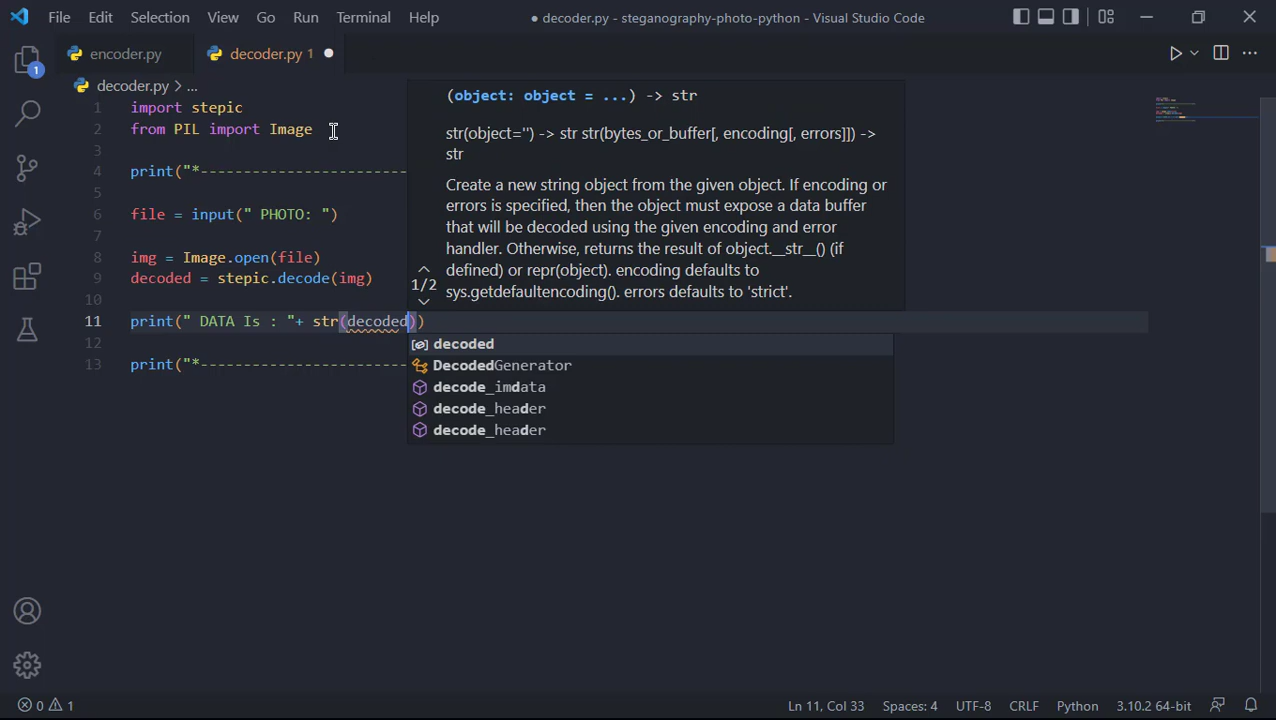 File Edit Selection View Go Run Terminal Help ● decoder.py - steganography-photo-python - Visual Studio Code
encoder.py decoder.py 1 ●
decoder.py > ...
1
1 import stepic
2 from PIL import Image
3
4 print("*------------------------
5
6 file = input(" PHOTO: ")
7
8 img = Image.open(file)
9 decoded = stepic.decode(img)
10
11 print(" DATA Is : "+ str(decoded))
12
13 print("*------------------------
(object: object = ...) -> str
str(object='') -> str str(bytes_or_buffer[, encoding[, errors]]) ->
str
Create a new string object from the given object. If encoding or
errors is specified, then the object must expose a data buffer
that will be decoded using the given encoding and error
handler. Otherwise, returns the result of object.__str__() (if
defined) or repr(object). encoding defaults to
sys.getdefaultencoding(). errors defaults to 'strict'.
1/2
decoded
DecodedGenerator
decode_imdata
decode_header
decode_header
0 1 Ln 11, Col 33 Spaces: 4 UTF-8 CRLF Python 3.10.2 64-bit